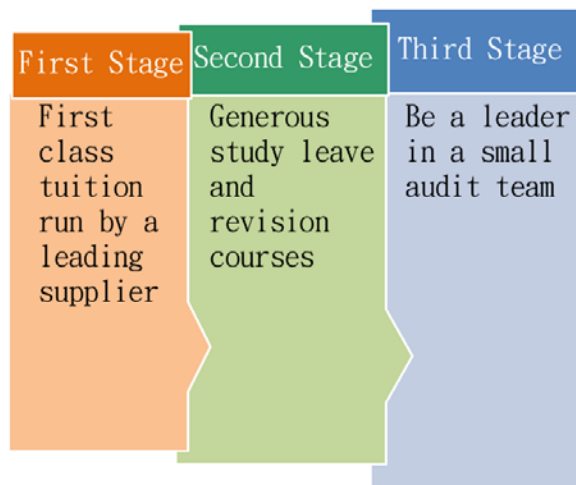 First Stage
First
class
tuition
run by a
leading
supplier
Second Stage
Generous
study leave
and
revision
courses
Third Stage
Be a leader
in a small
audit team